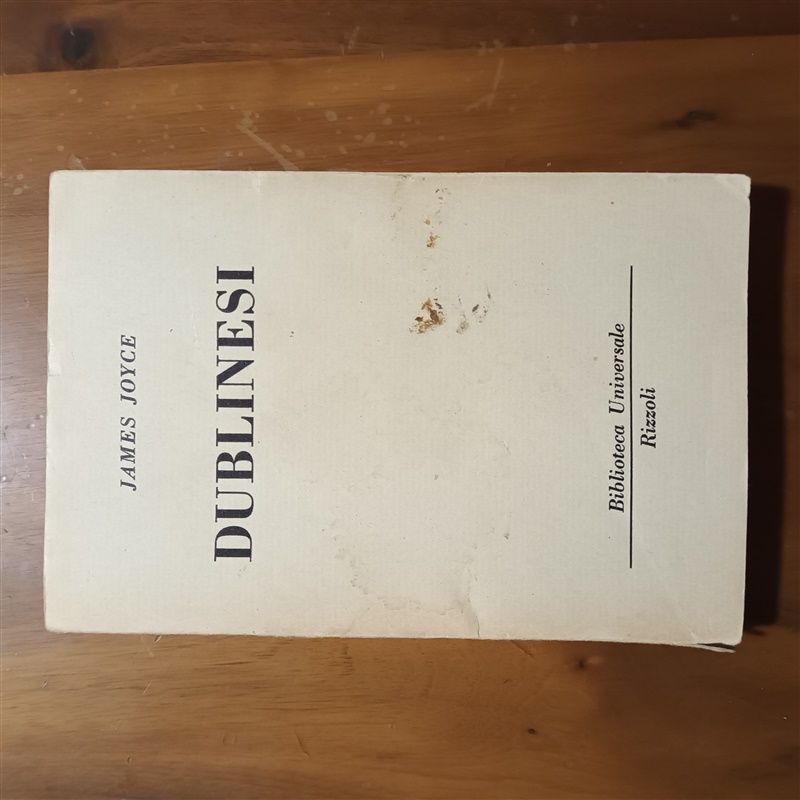 JAMES JOYCE
DUBLINESI
Biblioteca Universale
Rizzoli